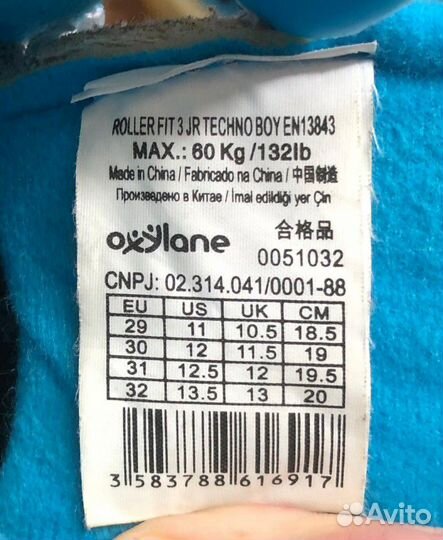 ROLLER FIT 3 JR TECHNO BOY EN13843
MAX.: 60 Kg /132lb
Made in China / Fabricado na China / 中国制造
Произведено в Китае / İmal edildiği yer Çin
oxylane 合格品
0051032
CNPJ: 02.314.041/0001-88
EU US UK CM
29 11 10.5 18.5
30 12 11.5 19
31 12.5 12 19.5
32 13.5 13 20
3 583788 616917
Avito